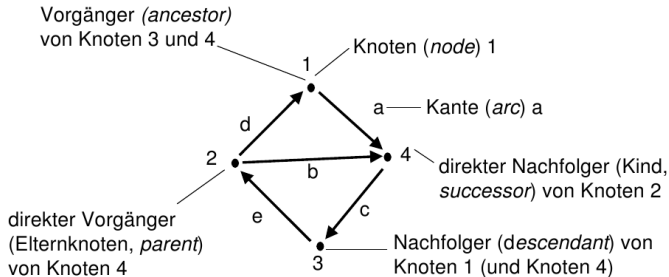 Vorgänger (ancestor)
von Knoten 3 und 4
1
Knoten (node) 1
a
Kante (arc) a
d
2
b
4
direkter Nachfolger (Kind,
successor) von Knoten 2
e
c
direkter Vorgänger
(Elternknoten, parent)
von Knoten 4
3
Nachfolger (descendant) von
Knoten 1 (und Knoten 4)